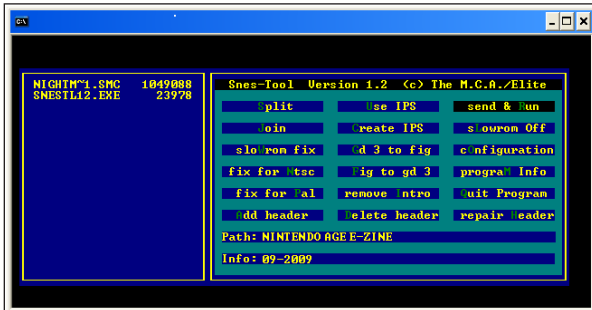 C:\
NIGHTM~1.SMC 1049088
SNESTL12.EXE 23978
Snes-Tool Version 1.2 (c) The M.C.A./Elite
Split Use IPS send & Run
Join Create IPS sLowrom Off
sloWrom fix Gd 3 to fig cOnfiguration
fix for Ntsc Fig to gd 3 prograM Info
fix for Pal remove Intro Quit Program
Add header Delete header repair Header
Path: NINTENDO AGE E-ZINE
Info: 09-2009